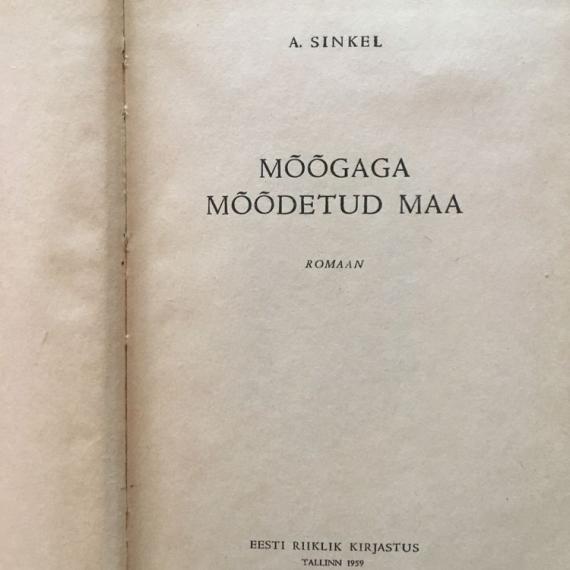 A. SINKEL
MÕÕGAGA
MÕÕDETUD MAA
ROMAAN
EESTI RIIKLIK KIRJASTUS
TALLINN 1959